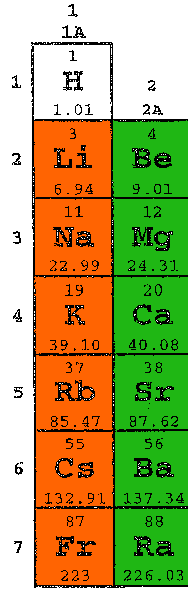 1
1A
1
1 H 2
1.01 2A
3 4
2 Li Be
6.94 9.01
11 12
3 Na Mg
22.99 24.31
19 20
4 K Ca
39.10 40.08
37 38
5 Rb Sr
85.47 87.62
55 56
6 Cs Ba
132.91 137.34
87 88
7 Fr Ra
223 226.03